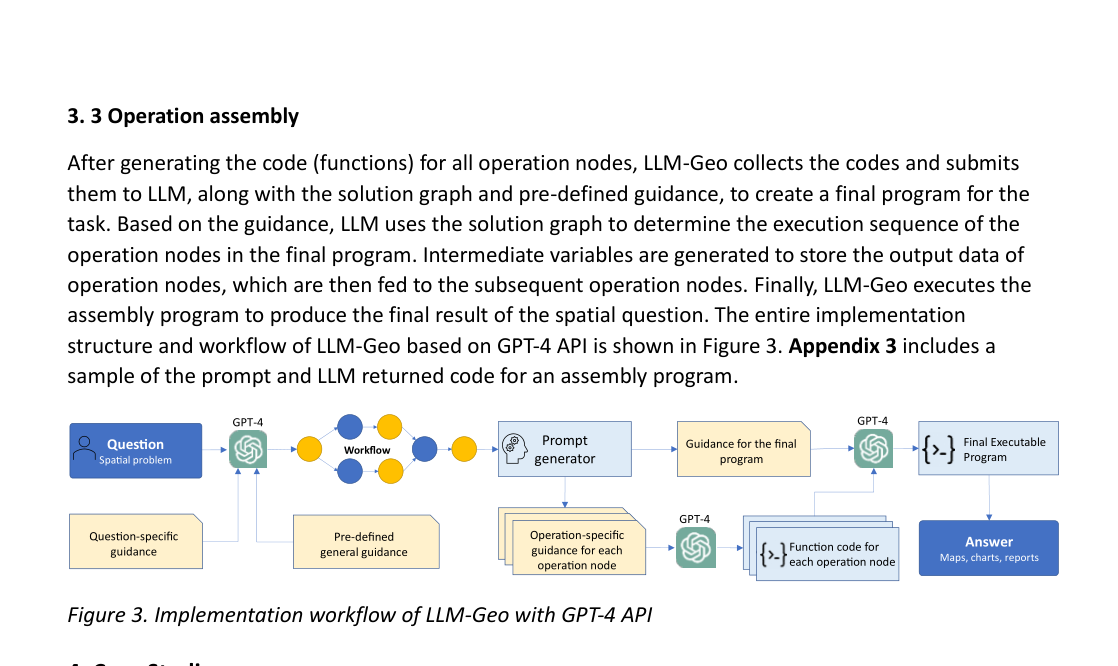 3. 3 Operation assembly
After generating the code (functions) for all operation nodes, LLM-Geo collects the codes and submits
them to LLM, along with the solution graph and pre-defined guidance, to create a final program for the
task. Based on the guidance, LLM uses the solution graph to determine the execution sequence of the
operation nodes in the final program. Intermediate variables are generated to store the output data of
operation nodes, which are then fed to the subsequent operation nodes. Finally, LLM-Geo executes the
assembly program to produce the final result of the spatial question. The entire implementation
structure and workflow of LLM-Geo based on GPT-4 API is shown in Figure 3. Appendix 3 includes a
sample of the prompt and LLM returned code for an assembly program.
Question
Spatial problem
GPT-4
Workflow
Prompt
generator
Guidance for the final
program
GPT-4
{>_}
Final Executable
Program
Question-specific
guidance
Pre-defined
general guidance
Operation-specific
guidance for each
operation node
GPT-4
{>_}
Function code for
each operation node
Answer
Maps, charts, reports
Figure 3. Implementation workflow of LLM-Geo with GPT-4 API